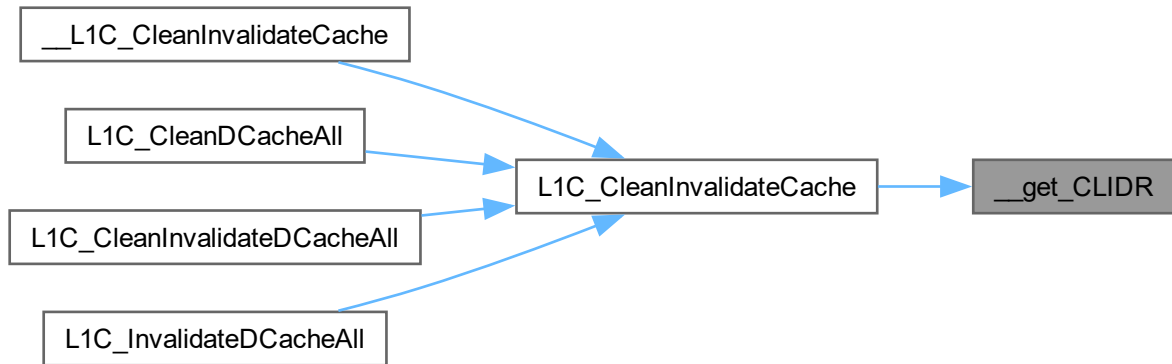 __L1C_CleanInvalidateCache
L1C_CleanDCacheAll
L1C_CleanInvalidateDCacheAll
L1C_InvalidateDCacheAll
L1C_CleanInvalidateCache
__get_CLIDR